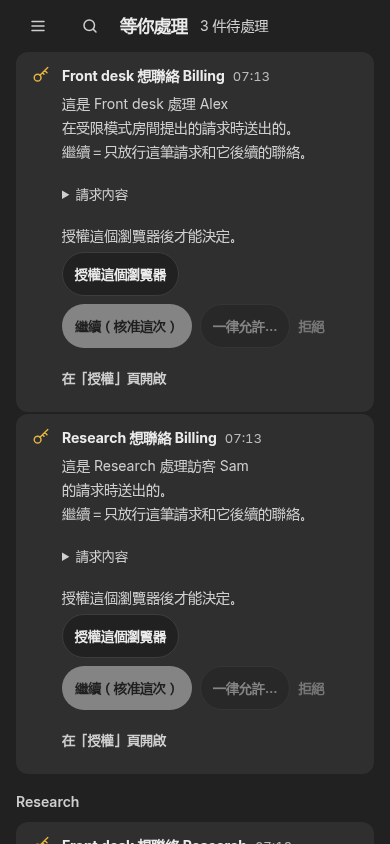 等你處理 3 件待處理
Front desk 想聯絡 Billing 07:13
這是 Front desk 處理 Alex
在受限模式房間提出的請求時送出的。
繼續＝只放行這筆請求和它後續的聯絡。
▶ 請求內容
授權這個瀏覽器後才能決定。
授權這個瀏覽器
繼續（核准這次） 一律允許… 拒絕
在「授權」頁開啟
Research 想聯絡 Billing 07:13
這是 Research 處理訪客 Sam
的請求時送出的。
繼續＝只放行這筆請求和它後續的聯絡。
▶ 請求內容
授權這個瀏覽器後才能決定。
授權這個瀏覽器
繼續（核准這次） 一律允許… 拒絕
在「授權」頁開啟
Research
Front desk 想聯絡 Research